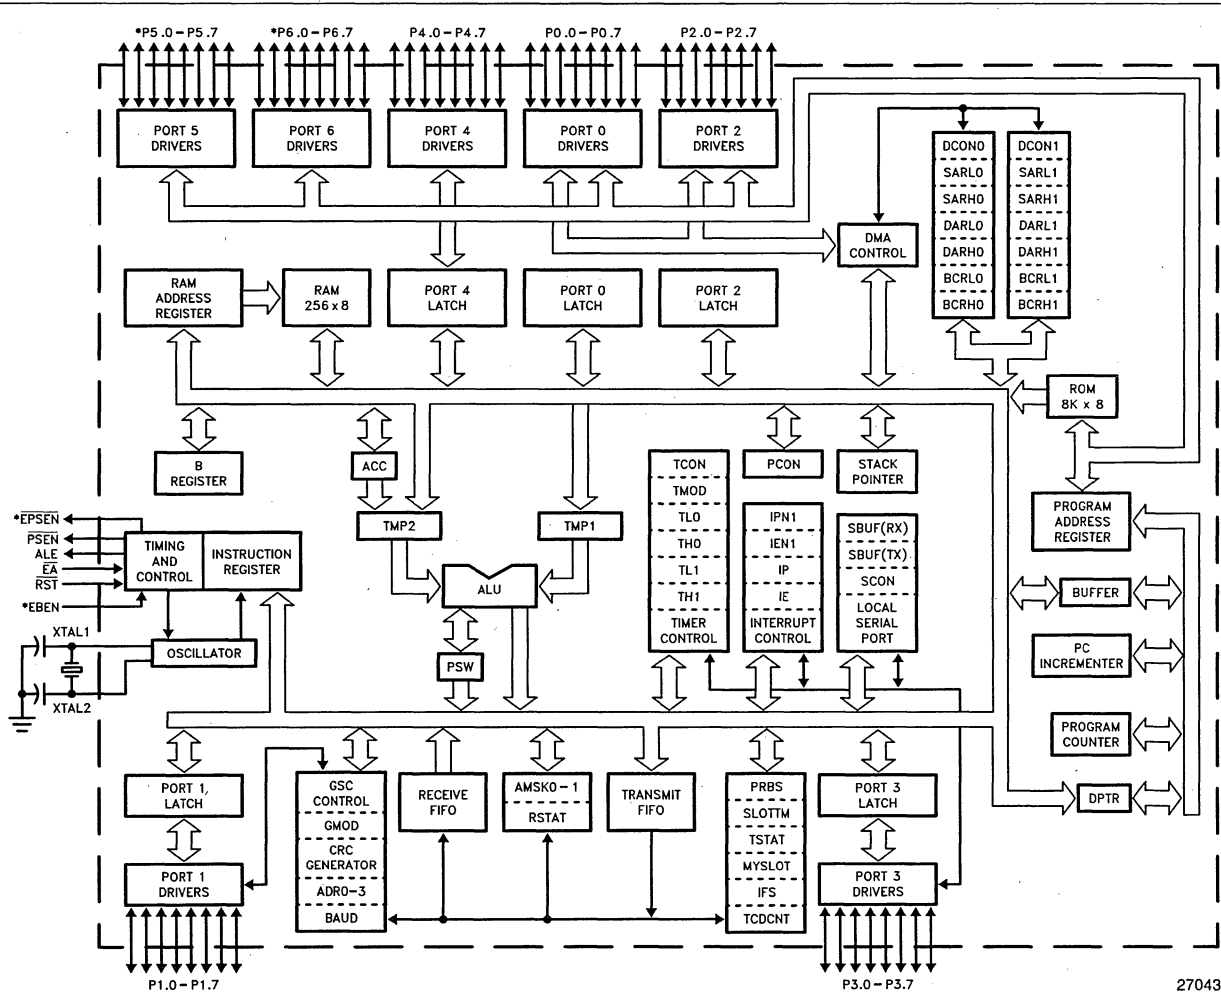 *P5.0–P5.7
*P6.0–P6.7
P4.0–P4.7
P0.0–P0.7
P2.0–P2.7
PORT 5
DRIVERS
PORT 6
DRIVERS
PORT 4
DRIVERS
PORT 0
DRIVERS
PORT 2
DRIVERS
DCON0
SARL0
SARH0
DARL0
DARH0
BCRL0
BCRH0
DCON1
SARL1
SARH1
DARL1
DARH1
BCRL1
BCRH1
DMA
CONTROL
RAM
ADDRESS
REGISTER
RAM
256x8
PORT 4
LATCH
PORT 0
LATCH
PORT 2
LATCH
ROM
8K x 8
B
REGISTER
ACC
TMP2
TMP1
TCON
TMOD
TL0
TH0
TL1
TH1
TIMER
CONTROL
PCON
IPN1
IEN1
IP
IE
INTERRUPT
CONTROL
STACK
POINTER
SBUF(RX)
SBUF(TX)
SCON
LOCAL
SERIAL
PORT
PROGRAM
ADDRESS
REGISTER
*EPSEN
PSEN
ALE
EA
RST
*EBEN
TIMING
AND
CONTROL
INSTRUCTION
REGISTER
ALU
BUFFER
XTAL1
OSCILLATOR
XTAL2
PSW
PC
INCREMENTER
PROGRAM
COUNTER
DPTR
PORT 1
LATCH
GSC
CONTROL
GMOD
CRC
GENERATOR
ADR0–3
BAUD
RECEIVE
FIFO
AMSK0–1
RSTAT
TRANSMIT
FIFO
PRBS
SLOTTM
TSTAT
MYSLOT
IFS
TCDCNT
PORT 3
LATCH
PORT 1
DRIVERS
PORT 3
DRIVERS
P1.0–P1.7
P3.0–P3.7
27043